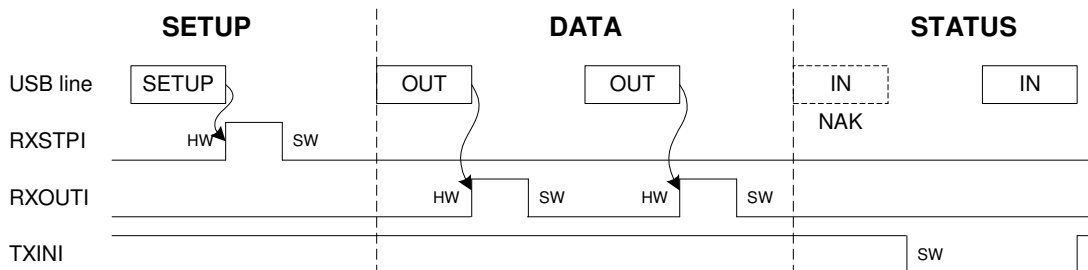 SETUP DATA STATUS
USB line SETUP OUT OUT IN IN
NAK
RXSTPI HW SW
RXOUTI HW SW HW SW
TXINI SW